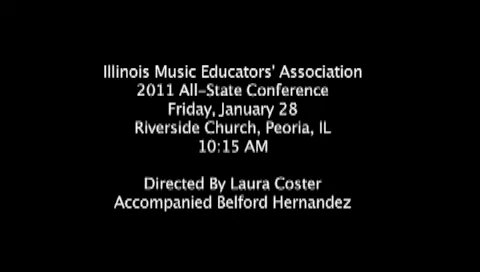 Illinois Music Educators' Association
2011 All-State Conference
Friday, January 28
Riverside Church, Peoria, IL
10:15 AM
Directed By Laura Coster
Accompanied Belford Hernandez